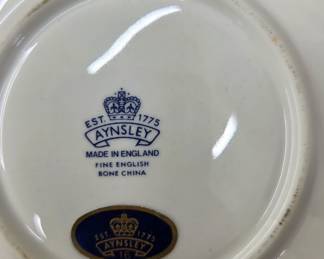 EST. 1775
AYNSLEY
MADE IN ENGLAND
FINE ENGLISH
BONE CHINA
EST. 1775
AYNSLEY